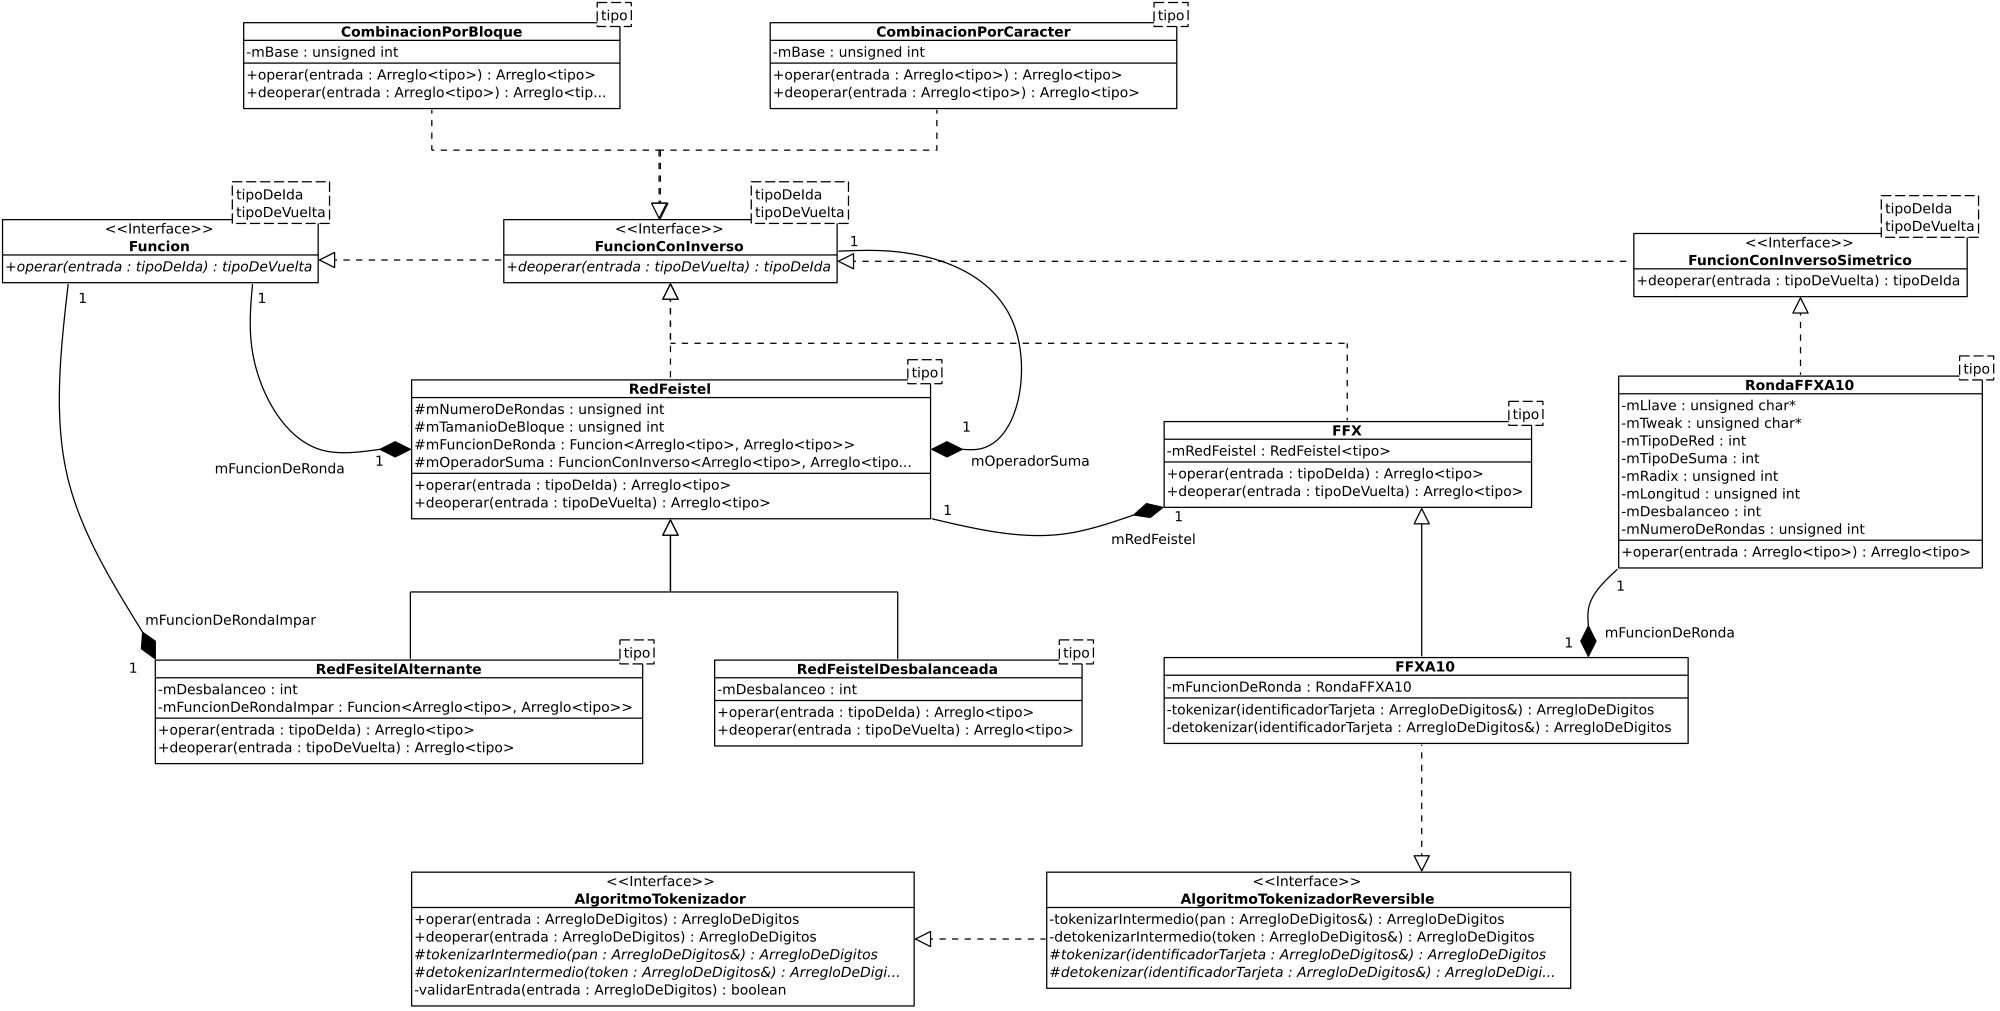 tipo
CombinacionPorBloque
-mBase : unsigned int
+operar(entrada : Arreglo<tipo>) : Arreglo<tipo>
+deoperar(entrada : Arreglo<tipo>) : Arreglo<tip...
tipo
CombinacionPorCaracter
-mBase : unsigned int
+operar(entrada : Arreglo<tipo>) : Arreglo<tipo>
+deoperar(entrada : Arreglo<tipo>) : Arreglo<tipo>
tipoDeIda
tipoDeVuelta
<<Interface>>
Funcion
+operar(entrada : tipoDeIda) : tipoDeVuelta
tipoDeIda
tipoDeVuelta
<<Interface>>
FuncionConInverso
+deoperar(entrada : tipoDeVuelta) : tipoDeIda
tipoDeIda
tipoDeVuelta
<<Interface>>
FuncionConInversoSimetrico
+deoperar(entrada : tipoDeVuelta) : tipoDeIda
1
1
1
tipo
RedFeistel
#mNumeroDeRondas : unsigned int
#mTamanioDeBloque : unsigned int
#mFuncionDeRonda : Funcion<Arreglo<tipo>, Arreglo<tipo>>
#mOperadorSuma : FuncionConInverso<Arreglo<tipo>, Arreglo<tipo...
+operar(entrada : tipoDeIda) : Arreglo<tipo>
+deoperar(entrada : tipoDeVuelta) : Arreglo<tipo>
mFuncionDeRonda
1
1
mOperadorSuma
1
mRedFeistel
1
tipo
FFX
-mRedFeistel : RedFeistel<tipo>
+operar(entrada : tipoDeIda) : Arreglo<tipo>
+deoperar(entrada : tipoDeVuelta) : Arreglo<tipo>
tipo
RondaFFXA10
-mLlave : unsigned char*
-mTweak : unsigned char*
-mTipoDeRed : int
-mTipoDeSuma : int
-mRadix : unsigned int
-mLongitud : unsigned int
-mDesbalanceo : int
-mNumeroDeRondas : unsigned int
+operar(entrada : Arreglo<tipo>) : Arreglo<tipo>
1
1
mFuncionDeRonda
mFuncionDeRondaImpar
1
tipo
RedFesitelAlternante
-mDesbalanceo : int
-mFuncionDeRondaImpar : Funcion<Arreglo<tipo>, Arreglo<tipo>>
+operar(entrada : tipoDeIda) : Arreglo<tipo>
+deoperar(entrada : tipoDeVuelta) : Arreglo<tipo>
tipo
RedFeistelDesbalanceada
-mDesbalanceo : int
+operar(entrada : tipoDeIda) : Arreglo<tipo>
+deoperar(entrada : tipoDeVuelta) : Arreglo<tipo>
FFXA10
-mFuncionDeRonda : RondaFFXA10
-tokenizar(identificadorTarjeta : ArregloDeDigitos&) : ArregloDeDigitos
-detokenizar(identificadorTarjeta : ArregloDeDigitos&) : ArregloDeDigitos
<<Interface>>
AlgoritmoTokenizador
+operar(entrada : ArregloDeDigitos) : ArregloDeDigitos
+deoperar(entrada : ArregloDeDigitos) : ArregloDeDigitos
#tokenizarIntermedio(pan : ArregloDeDigitos&) : ArregloDeDigitos
#detokenizarIntermedio(token : ArregloDeDigitos&) : ArregloDeDigi...
-validarEntrada(entrada : ArregloDeDigitos) : boolean
<<Interface>>
AlgoritmoTokenizadorReversible
-tokenizarIntermedio(pan : ArregloDeDigitos&) : ArregloDeDigitos
-detokenizarIntermedio(token : ArregloDeDigitos&) : ArregloDeDigitos
#tokenizar(identificadorTarjeta : ArregloDeDigitos&) : ArregloDeDigitos
#detokenizar(identificadorTarjeta : ArregloDeDigitos&) : ArregloDeDigi...